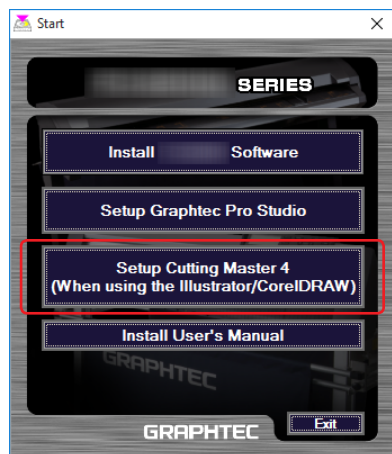 Start
SERIES
Install Software
Setup Graphtec Pro Studio
Setup Cutting Master 4
(When using the Illustrator/CorelDRAW)
Install User's Manual
GRAPHTEC
GRAPHTEC
Exit